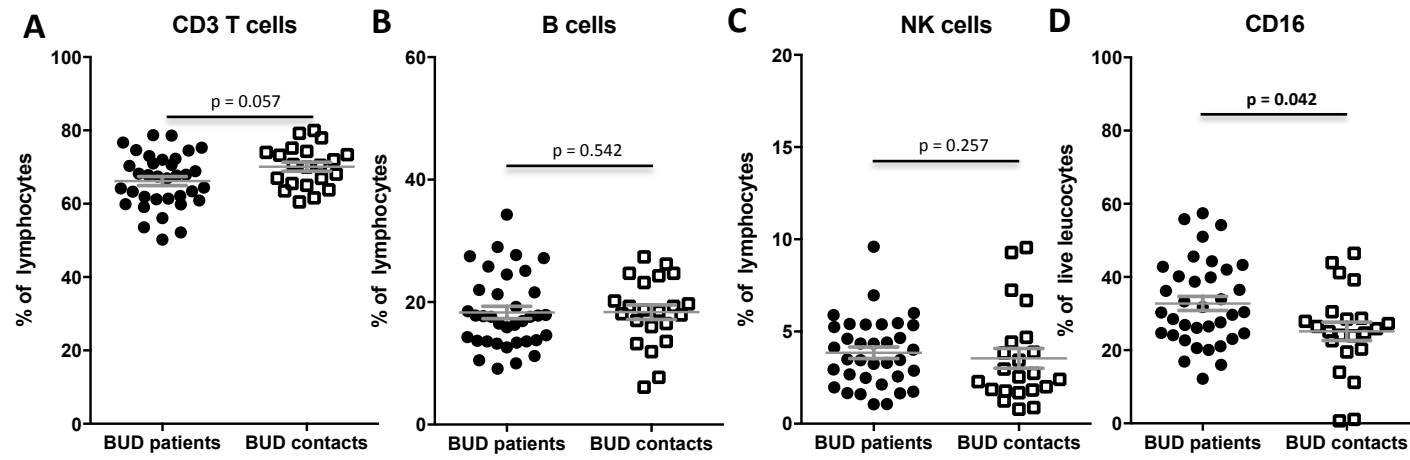 A
CD3 T cells
% of lymphocytes
100
80
60
40
20
0
p = 0.057
BUD patients
BUD contacts
B
B cells
% of lymphocytes
60
40
20
0
p = 0.542
BUD patients
BUD contacts
C
NK cells
% of lymphocytes
20
15
10
5
0
p = 0.257
BUD patients
BUD contacts
D
CD16
% of live leucocytes
100
80
60
40
20
0
p = 0.042
BUD patients
BUD contacts